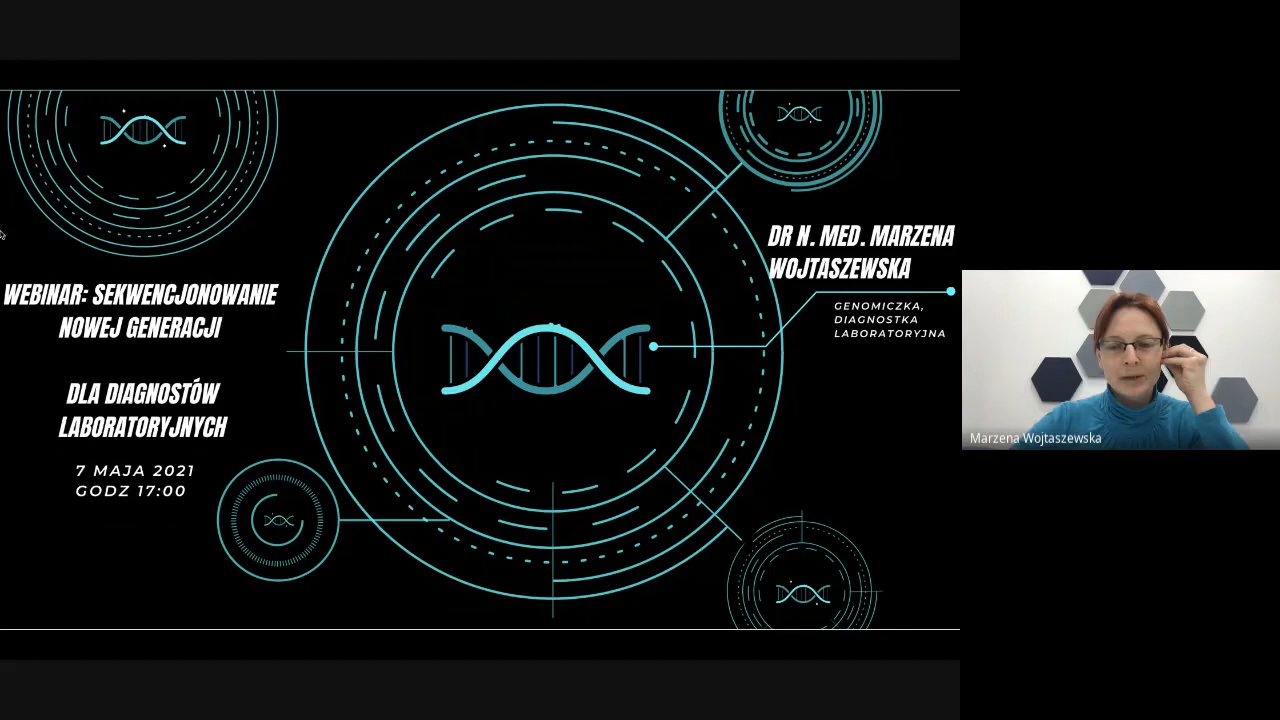 WEBINAR: SEKWENCJONOWANIE
NOWEJ GENERACJI
DLA DIAGNOSTÓW
LABORATORYJNYCH
7 MAJA 2021
GODZ 17:00
DR N. MED. MARZENA
WOJTASZEWSKA
GENOMICZKA,
DIAGNOSTKA
LABORATORYJNA
Marzena Wojtaszewska